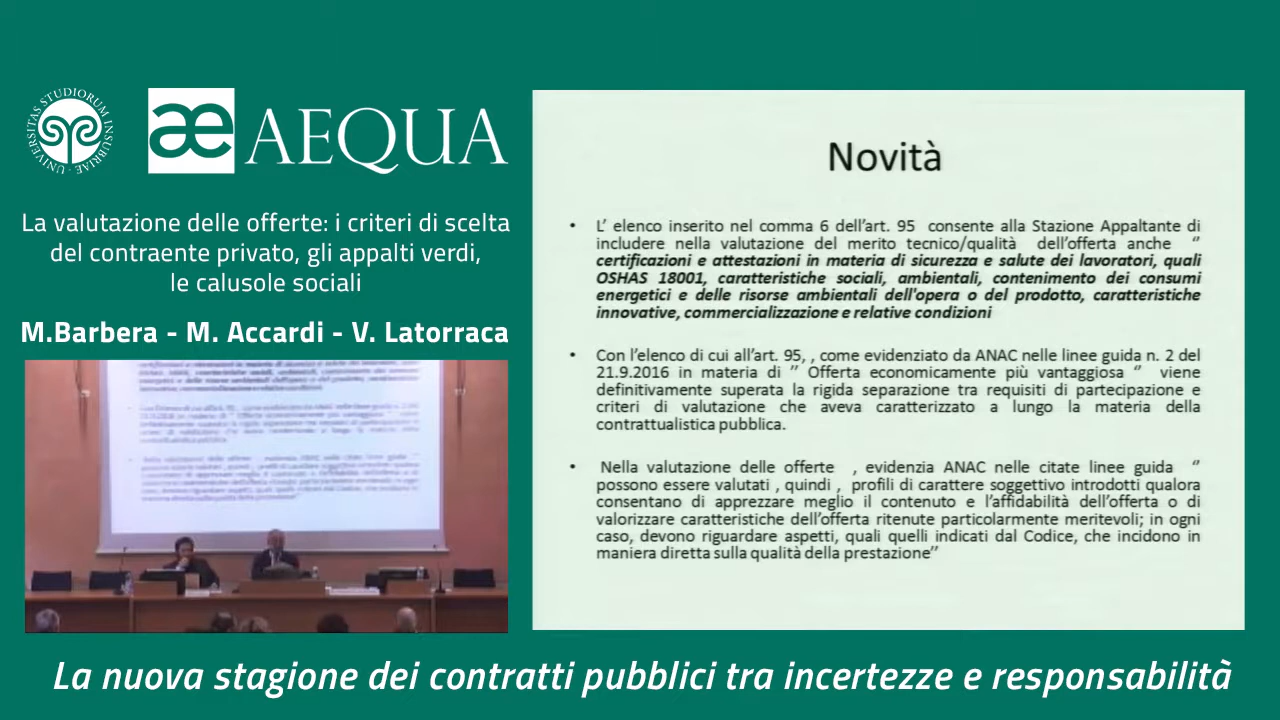 UNIVERSITAS STUDIORUM INSUBRIAE
æ AEQUA
La valutazione delle offerte: i criteri di scelta
del contraente privato, gli appalti verdi,
le calusole sociali
M.Barbera - M. Accardi - V. Latorraca
Novità
• L' elenco inserito nel comma 6 dell'art. 95 consente alla Stazione Appaltante di
includere nella valutazione del merito tecnico/qualità dell'offerta anche ‘’
certificazioni e attestazioni in materia di sicurezza e salute dei lavoratori, quali
OSHAS 18001, caratteristiche sociali, ambientali, contenimento dei consumi
energetici e delle risorse ambientali dell'opera o del prodotto, caratteristiche
innovative, commercializzazione e relative condizioni
• Con l'elenco di cui all'art. 95, , come evidenziato da ANAC nelle linee guida n. 2 del
21.9.2016 in materia di ‘’ Offerta economicamente più vantaggiosa ‘’ viene
definitivamente superata la rigida separazione tra requisiti di partecipazione e
criteri di valutazione che aveva caratterizzato a lungo la materia della
contrattualistica pubblica.
• Nella valutazione delle offerte , evidenzia ANAC nelle citate linee guida ‘’
possono essere valutati , quindi , profili di carattere soggettivo introdotti qualora
consentano di apprezzare meglio il contenuto e l'affidabilità dell'offerta o di
valorizzare caratteristiche dell'offerta ritenute particolarmente meritevoli; in ogni
caso, devono riguardare aspetti, quali quelli indicati dal Codice, che incidono in
maniera diretta sulla qualità della prestazione’’
La nuova stagione dei contratti pubblici tra incertezze e responsabilità